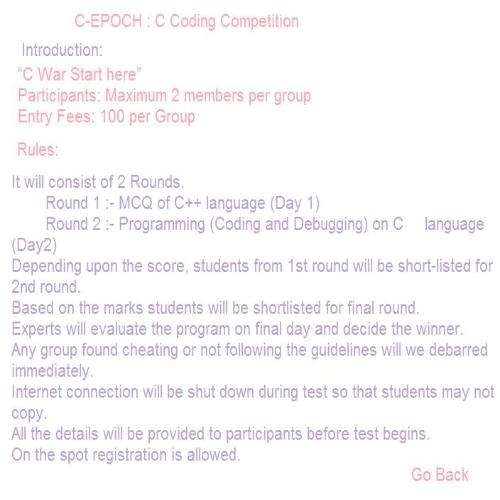 C-EPOCH : C Coding Competition
Introduction:
“C War Start here”
Participants: Maximum 2 members per group
Entry Fees: 100 per Group
Rules:
It will consist of 2 Rounds.
Round 1 :- MCQ of C++ language (Day 1)
Round 2 :- Programming (Coding and Debugging) on C language
(Day2)
Depending upon the score, students from 1st round will be short-listed for
2nd round.
Based on the marks students will be shortlisted for final round.
Experts will evaluate the program on final day and decide the winner.
Any group found cheating or not following the guidelines will we debarred
immediately.
Internet connection will be shut down during test so that students may not
copy.
All the details will be provided to participants before test begins.
On the spot registration is allowed.
Go Back